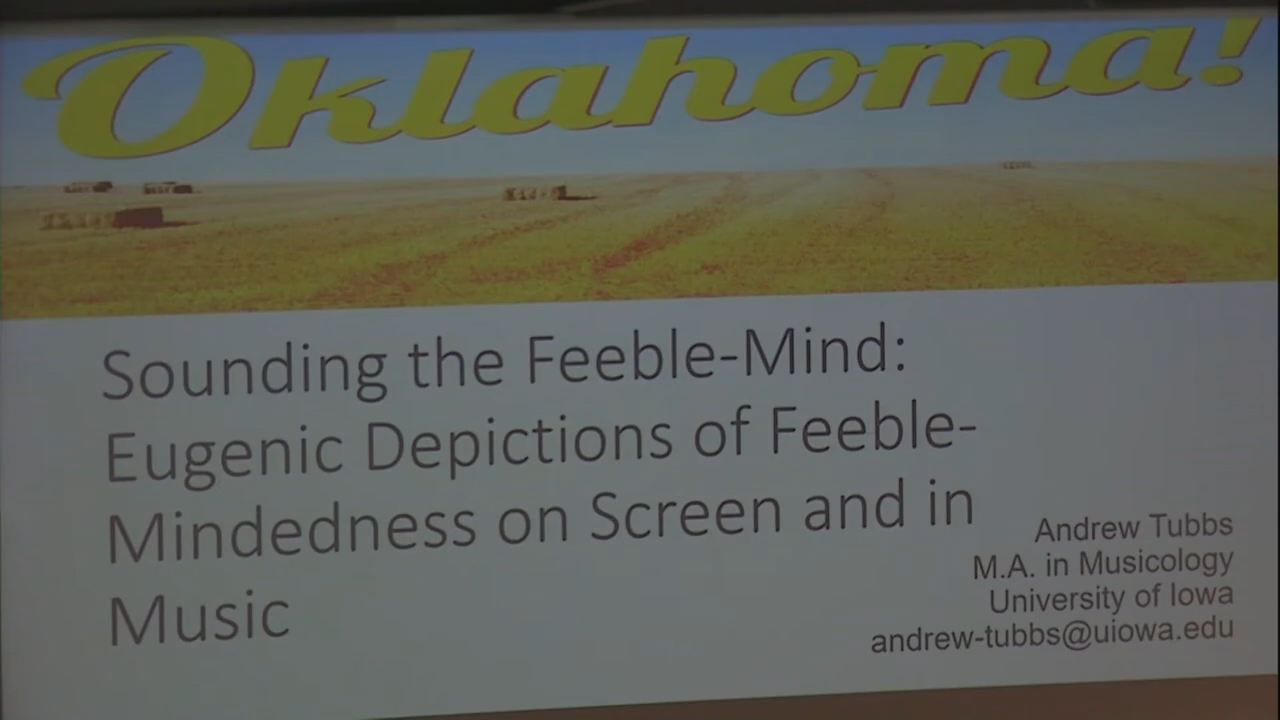 Oklahoma!
Sounding the Feeble-Mind:
Eugenic Depictions of Feeble-
Mindedness on Screen and in
Music
Andrew Tubbs
M.A. in Musicology
University of Iowa
andrew-tubbs@uiowa.edu